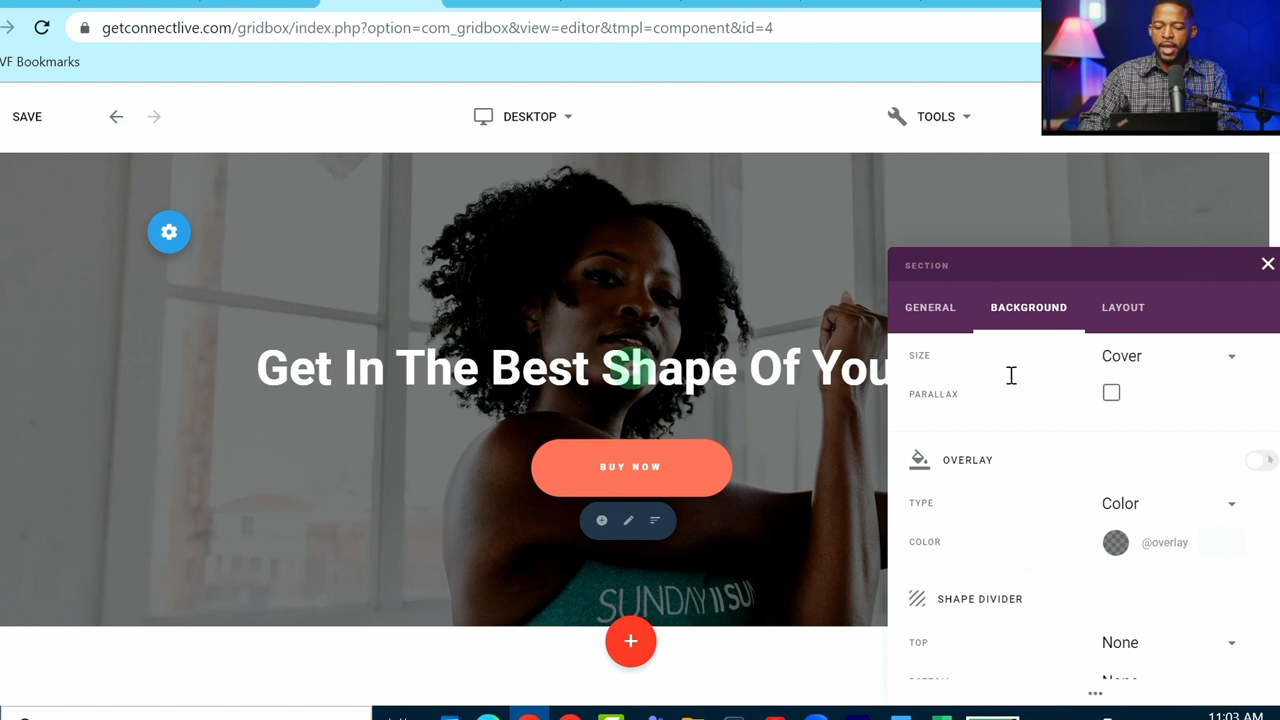 getconnectlive.com/gridbox/index.php?option=com_gridbox&view=editor&tmpl=component&id=4
VF Bookmarks
SAVE
DESKTOP
TOOLS
SECTION
GENERAL
BACKGROUND
LAYOUT
SIZE
Cover
PARALLAX
Get In The Best Shape Of You
BUY NOW
OVERLAY
TYPE
Color
COLOR
@overlay
SUNDAY II SUN
SHAPE DIVIDER
TOP
None
11:03 AM